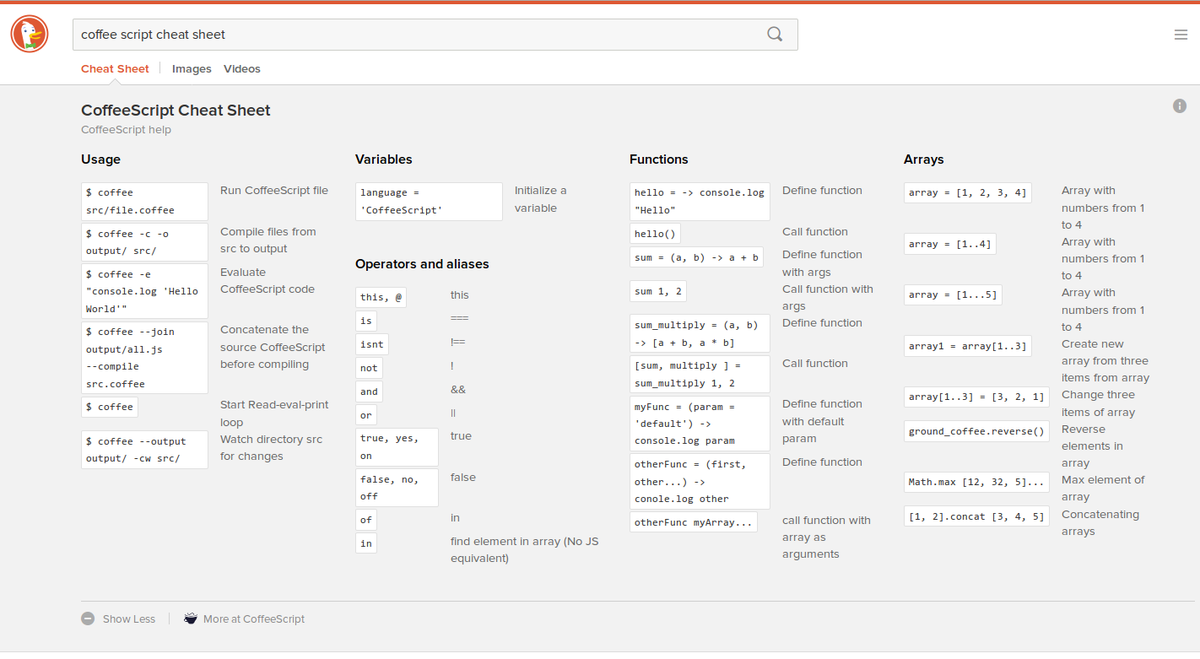 coffee script cheat sheet
Cheat Sheet
Images
Videos
CoffeeScript Cheat Sheet
CoffeeScript help
Usage
$ coffee
src/file.coffee
Run CoffeeScript file
$ coffee -c -o
output/ src/
Compile files from
src to output
$ coffee -e
"console.log 'Hello
World'"
Evaluate
CoffeeScript code
$ coffee --join
output/all.js
--compile
src.coffee
Concatenate the
source CoffeeScript
before compiling
$ coffee
Start Read-eval-print
loop
$ coffee --output
output/ -cw src/
Watch directory src
for changes
Variables
language =
'CoffeeScript'
Initialize a
variable
Operators and aliases
this, @
this
is
===
isnt
!==
not
!
and
&&
or
||
true, yes,
on
true
false, no,
off
false
of
in
in
find element in array (No JS
equivalent)
Functions
hello = -> console.log
"Hello"
Define function
hello()
Call function
sum = (a, b) -> a + b
Define function
with args
sum 1, 2
Call function with
args
sum_multiply = (a, b)
-> [a + b, a * b]
Define function
[sum, multiply ] =
sum_multiply 1, 2
Call function
myFunc = (param =
'default') ->
console.log param
Define function
with default
param
otherFunc = (first,
other...) ->
conole.log other
Define function
otherFunc myArray...
call function with
array as
arguments
Arrays
array = [1, 2, 3, 4]
Array with
numbers from 1
to 4
array = [1..4]
Array with
numbers from 1
to 4
array = [1...5]
Array with
numbers from 1
to 4
array1 = array[1..3]
Create new
array from three
items from array
array[1..3] = [3, 2, 1]
Change three
items of array
ground_coffee.reverse()
Reverse
elements in
array
Math.max [12, 32, 5]...
Max element of
array
[1, 2].concat [3, 4, 5]
Concatenating
arrays
Show Less
More at CoffeeScript